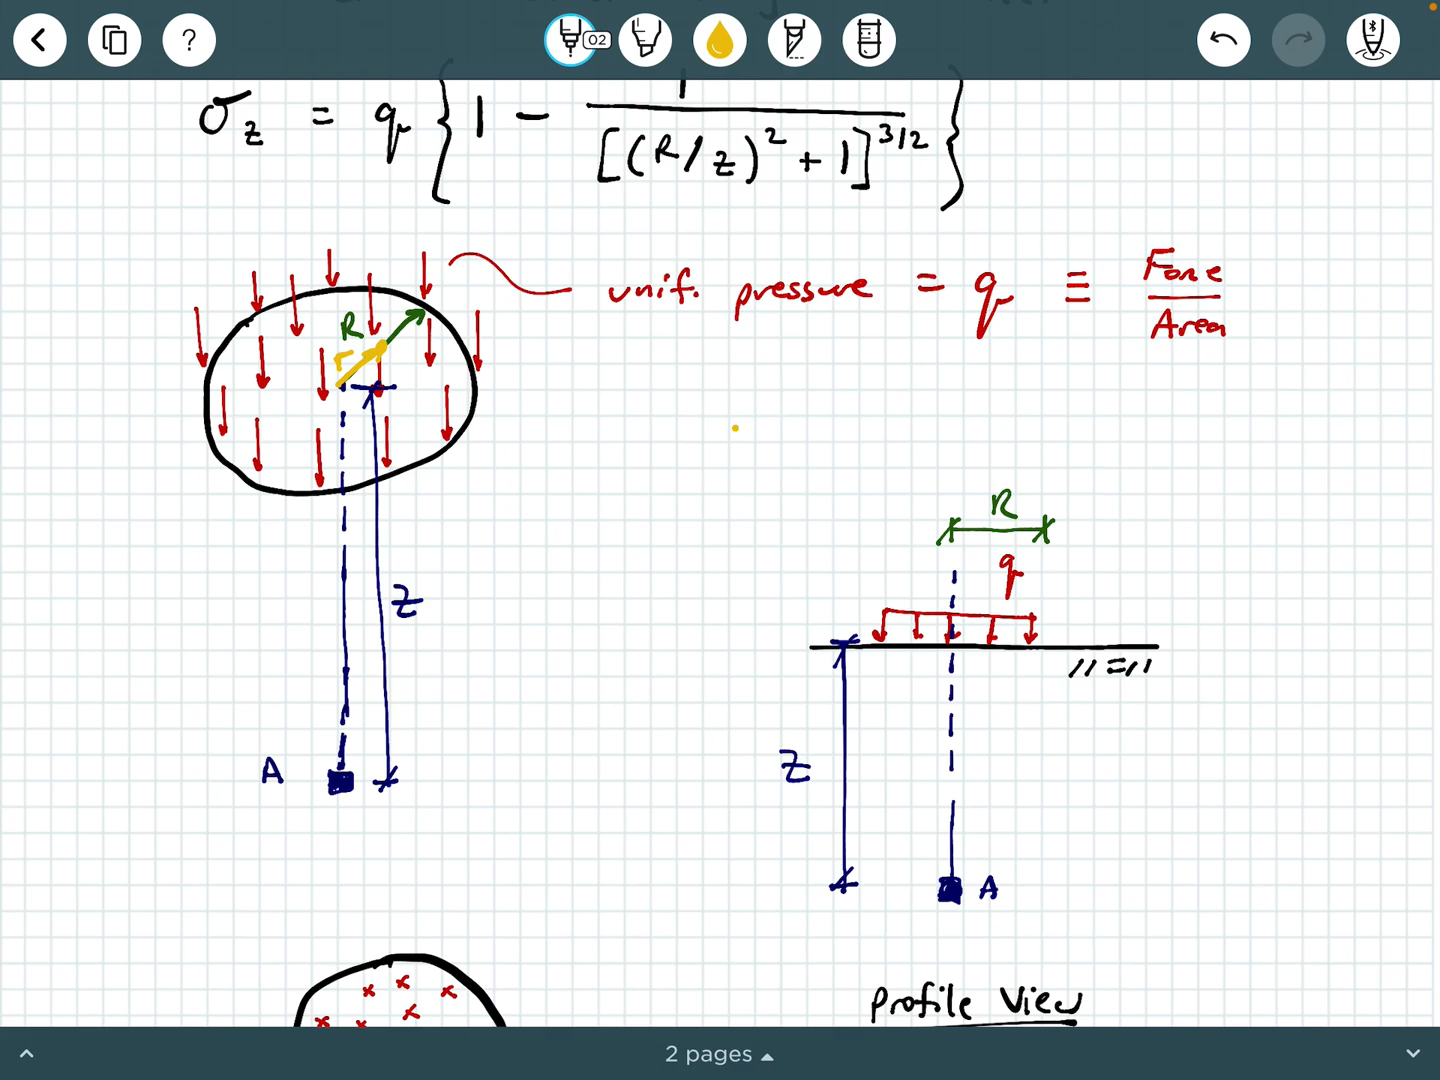 ?
02
σz = q { 1 - 1 / [(R/z)² + 1]^3/2 }
unif. pressure = q ≡ Force / Area
R
r
R
q
z
"="
z
A
A
Profile View
2 pages